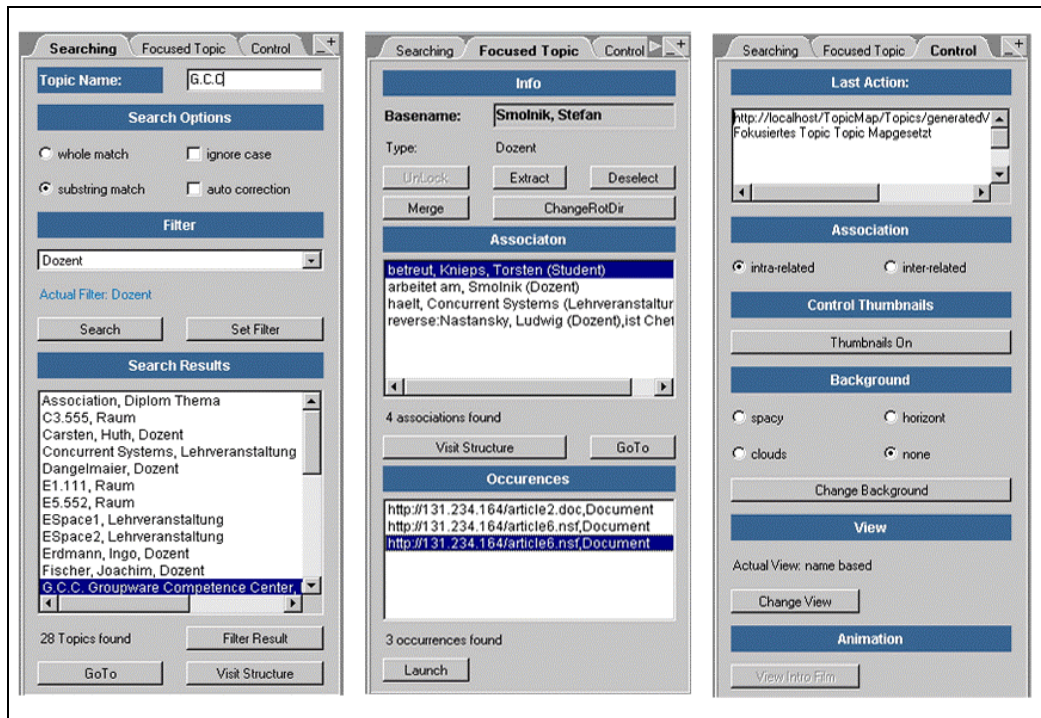 Searching Focused Topic Control
Topic Name: G.C.C
Search Options
whole match ignore case
substring match auto correction
Filter
Dozent
Actual Filter: Dozent
Search Set Filter
Search Results
Association, Diplom Thema
C3.555, Raum
Carsten, Huth, Dozent
Concurrent Systems, Lehrveranstaltung
Dangelmaier, Dozent
E1.111, Raum
E5.552, Raum
ESpace1, Lehrveranstaltung
ESpace2, Lehrveranstaltung
Erdmann, Ingo, Dozent
Fischer, Joachim, Dozent
G.C.C. Groupware Competence Center,
28 Topics found Filter Result
GoTo Visit Structure
Searching Focused Topic Control
Info
Basename: Smolnik, Stefan
Type: Dozent
UnLock Extract Deselect
Merge ChangeRotDir
Associaton
betreut, Knieps, Torsten (Student)
arbeitet am, Smolnik (Dozent)
haelt, Concurrent Systems (Lehrveranstaltur
reverse:Nastansky, Ludwig (Dozent),ist Chef
4 associations found
Visit Structure GoTo
Occurences
http://131.234.164/article2.doc,Document
http://131.234.164/article6.nsf,Document
http://131.234.164/article6.nsf,Document
3 occurrences found
Launch
Searching Focused Topic Control
Last Action:
http://localhost/TopicMap/Topics/generatedV
Fokusiertes Topic Topic Mapgesetzt
Association
intra-related inter-related
Control Thumbnails
Thumbnails On
Background
spacy horizont
clouds none
Change Background
View
Actual View: name based
Change View
Animation
View Intro Film